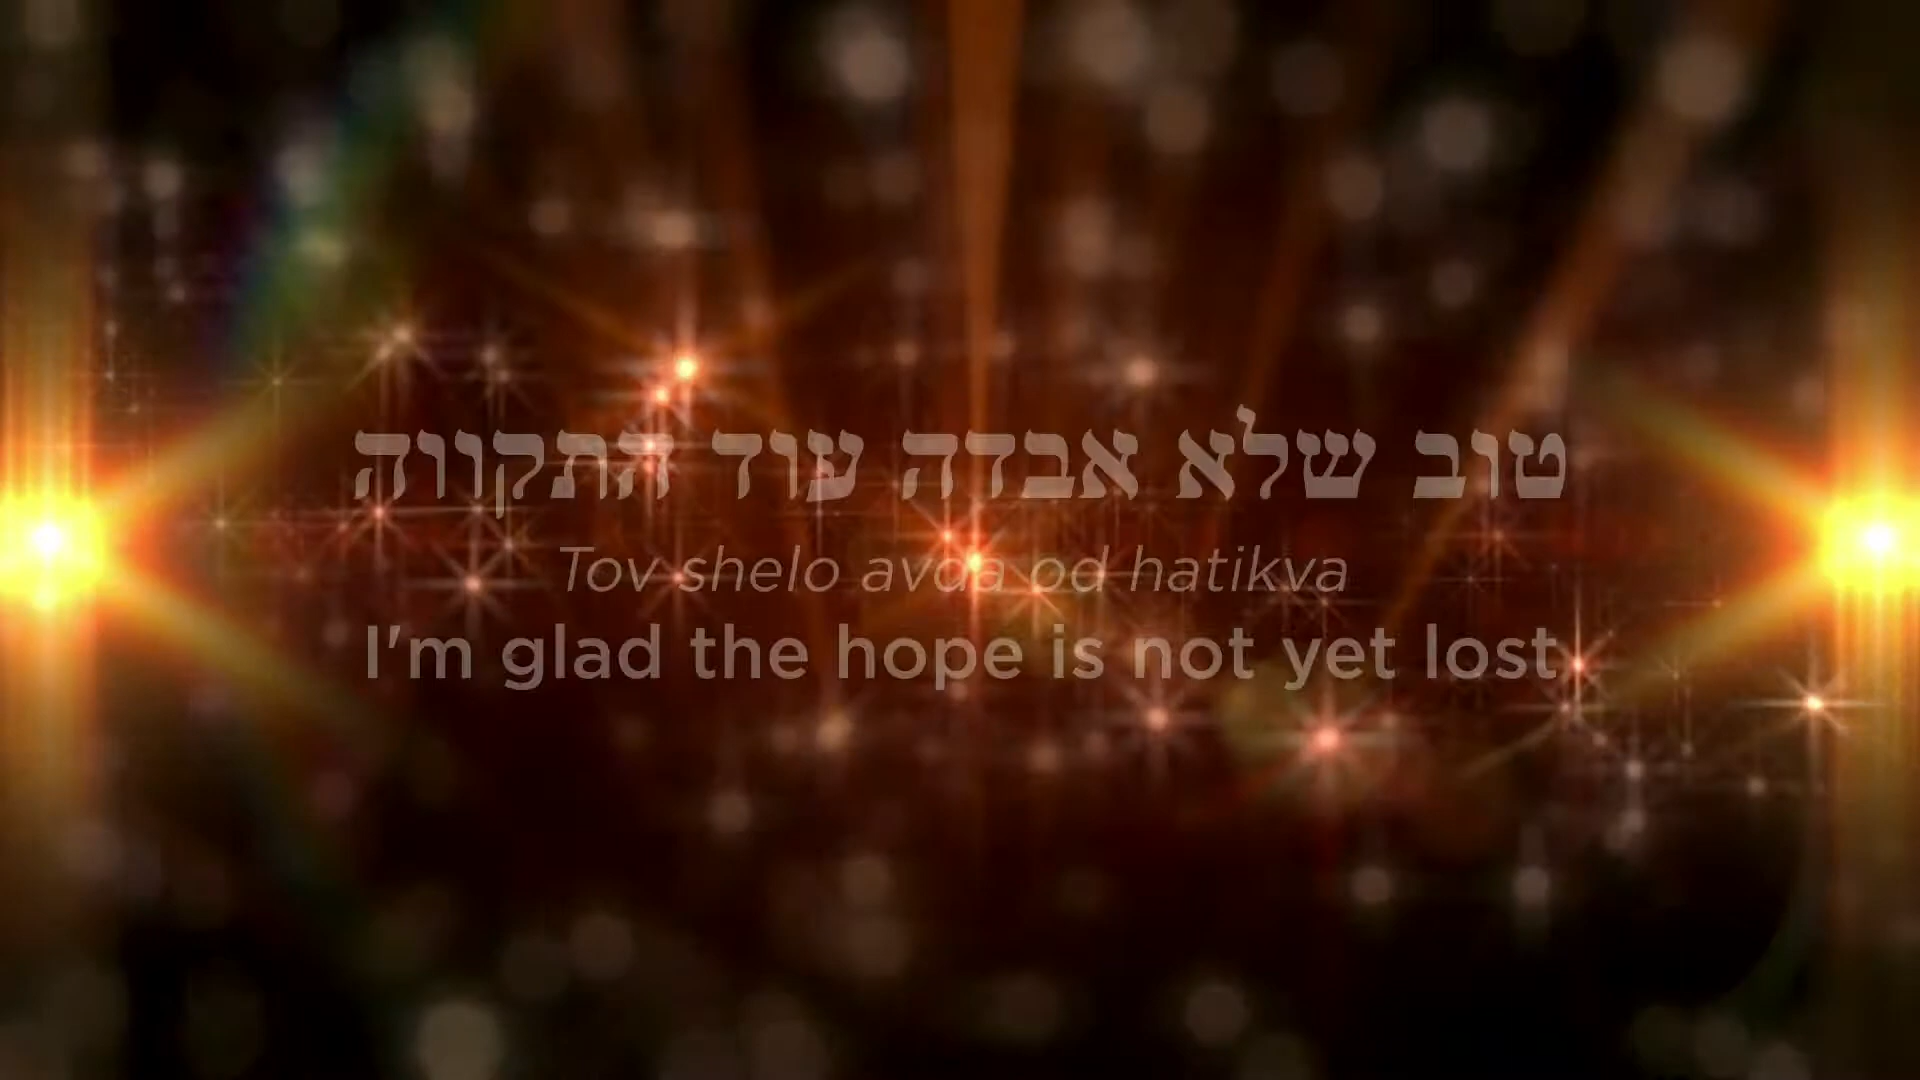 טוב שלא אבדה עוד התקווה
Tov shelo avda od hatikva
I'm glad the hope is not yet lost